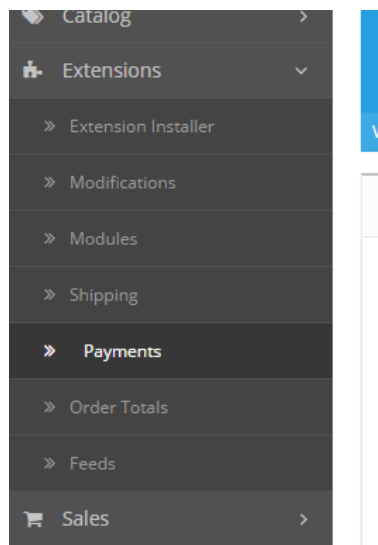 Catalog
Extensions
Extension Installer
Modifications
Modules
Shipping
Payments
Order Totals
Feeds
Sales